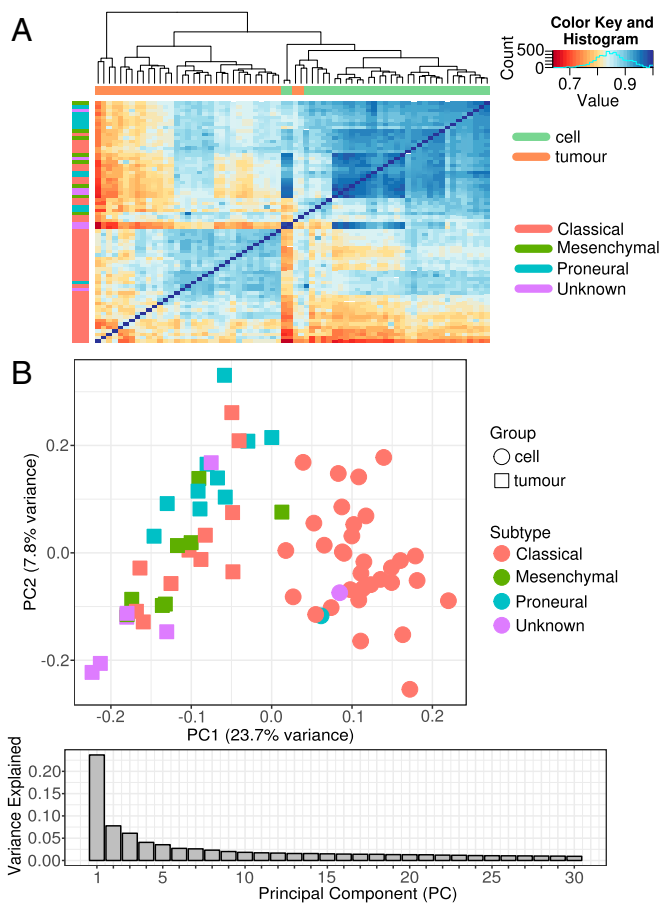 A
Color Key and
Histogram
Count
500
0
0.7 0.9
Value
cell
tumour
Classical
Mesenchymal
Proneural
Unknown
B
PC2 (7.8% variance)
0.2
0.0
-0.2
-0.2 -0.1 0.0 0.1 0.2
PC1 (23.7% variance)
Group
cell
tumour
Subtype
Classical
Mesenchymal
Proneural
Unknown
Variance Explained
0.20
0.15
0.10
0.05
0.00
1 5 10 15 20 25 30
Principal Component (PC)